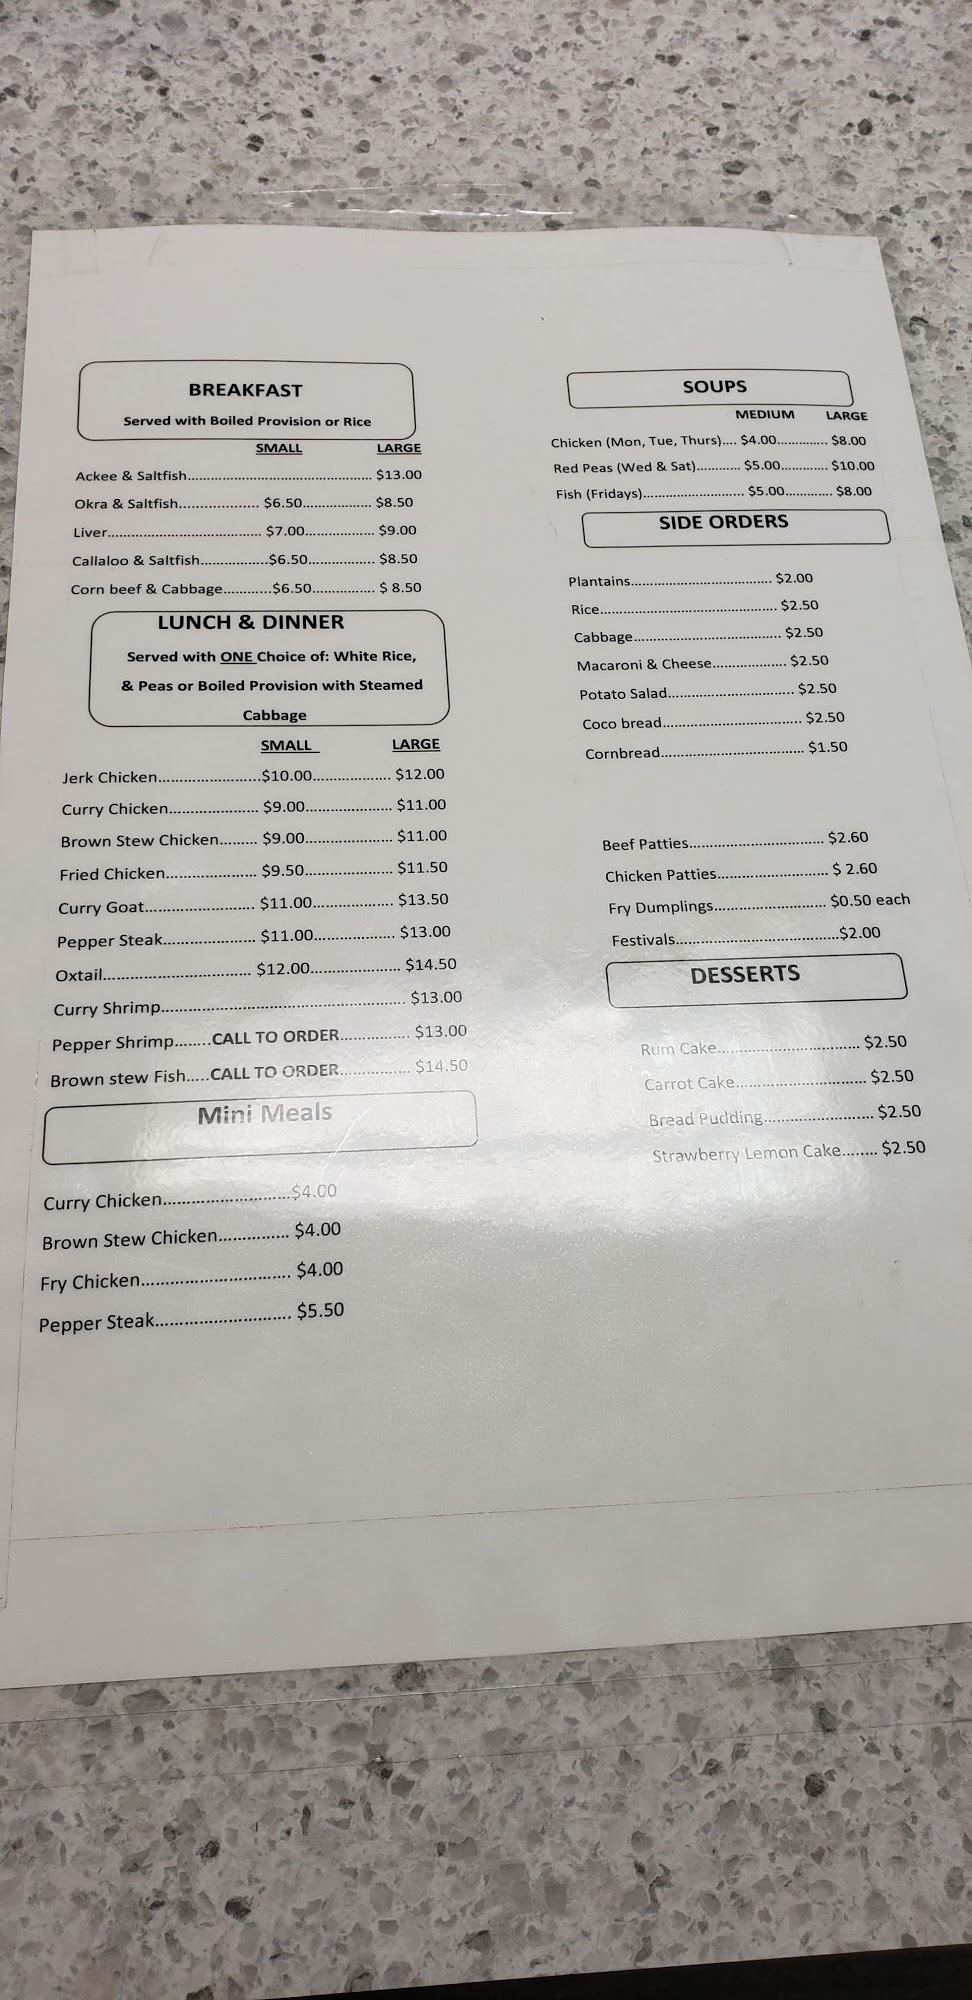 BREAKFAST
Served with Boiled Provision or Rice
SMALL LARGE
Ackee & Saltfish.............................................. $13.00
Okra & Saltfish.................... $6.50................. $8.50
Liver...................................... $7.00................. $9.00
Callaloo & Saltfish.................$6.50................. $8.50
Corn beef & Cabbage............$6.50................ $ 8.50
LUNCH & DINNER
Served with ONE Choice of: White Rice,
& Peas or Boiled Provision with Steamed
Cabbage
SMALL LARGE
Jerk Chicken.........................$10.00................... $12.00
Curry Chicken...................... $9.00..................... $11.00
Brown Stew Chicken......... $9.00..................... $11.00
Fried Chicken...................... $9.50..................... $11.50
Curry Goat.......................... $11.00................... $13.50
Pepper Steak...................... $11.00................... $13.00
Oxtail.................................. $12.00..................... $14.50
Curry Shrimp......................................................... $13.00
Pepper Shrimp........CALL TO ORDER................ $13.00
Brown stew Fish.....CALL TO ORDER................ $14.50
Mini Meals
Curry Chicken..............................$4.00
Brown Stew Chicken............... $4.00
Fry Chicken............................... $4.00
Pepper Steak............................ $5.50
SOUPS
MEDIUM LARGE
Chicken (Mon, Tue, Thurs).... $4.00............. $8.00
Red Peas (Wed & Sat)........... $5.00............ $10.00
Fish (Fridays)......................... $5.00............ $8.00
SIDE ORDERS
Plantains.................................... $2.00
Rice............................................. $2.50
Cabbage..................................... $2.50
Macaroni & Cheese.................. $2.50
Potato Salad............................... $2.50
Coco bread.................................. $2.50
Cornbread................................... $1.50
Beef Patties................................ $2.60
Chicken Patties.......................... $ 2.60
Fry Dumplings.......................... $0.50 each
Festivals.......................................$2.00
DESSERTS
Rum Cake................................. $2.50
Carrot Cake.............................. $2.50
Bread Pudding......................... $2.50
Strawberry Lemon Cake........ $2.50